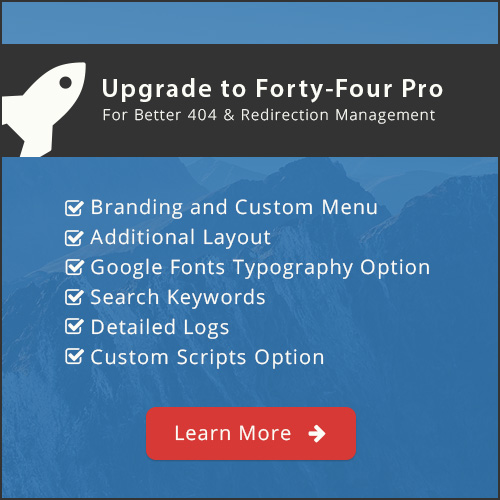 Upgrade to Forty-Four Pro
For Better 404 & Redirection Management
Branding and Custom Menu
Additional Layout
Google Fonts Typography Option
Search Keywords
Detailed Logs
Custom Scripts Option
Learn More